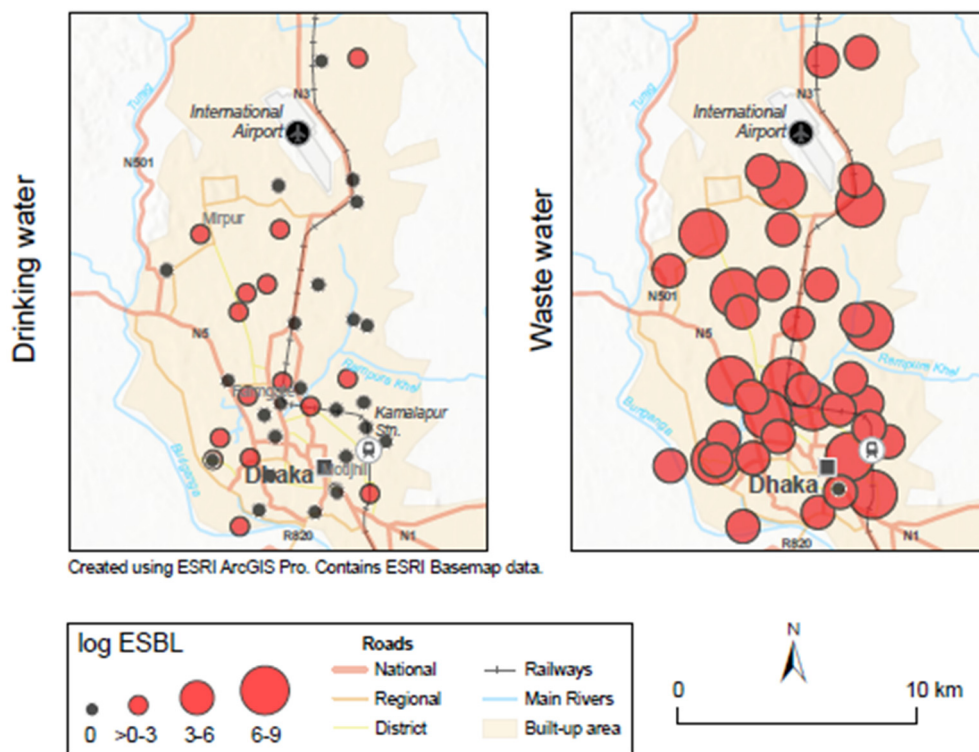 Drinking water
Tung
N501
N3
International
Airport
Mirpur
N5
Rampura Khal
Kamalapur
Stn.
Buriganga
Dhaka
Motijhil
R820
N1
Waste water
N3
International
Airport
N501
N5
Rampura Khal
Buriganga
Dhaka
R820
N1
Created using ESRI ArcGIS Pro. Contains ESRI Basemap data.
log ESBL
0
>0-3
3-6
6-9
Roads
National
Regional
District
Railways
Main Rivers
Built-up area
N
0
10 km